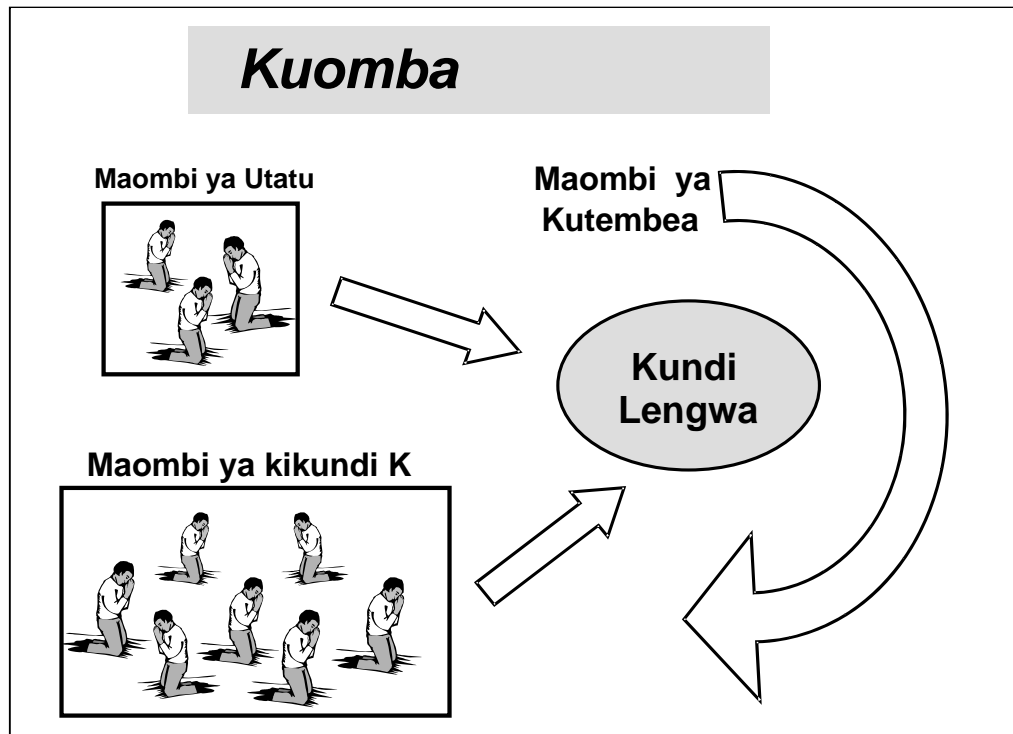 Kuomba
Maombi ya Utatu
Maombi ya
Kutembea
Kundi
Lengwa
Maombi ya kikundi K